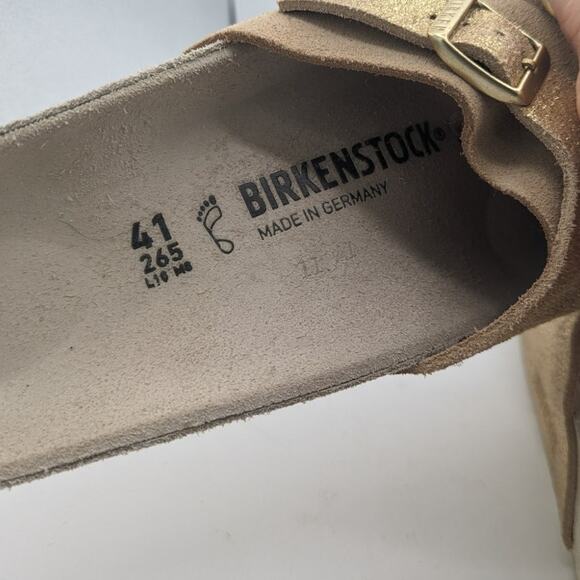 41
265
L10 M8
BIRKENSTOCK®
MADE IN GERMANY